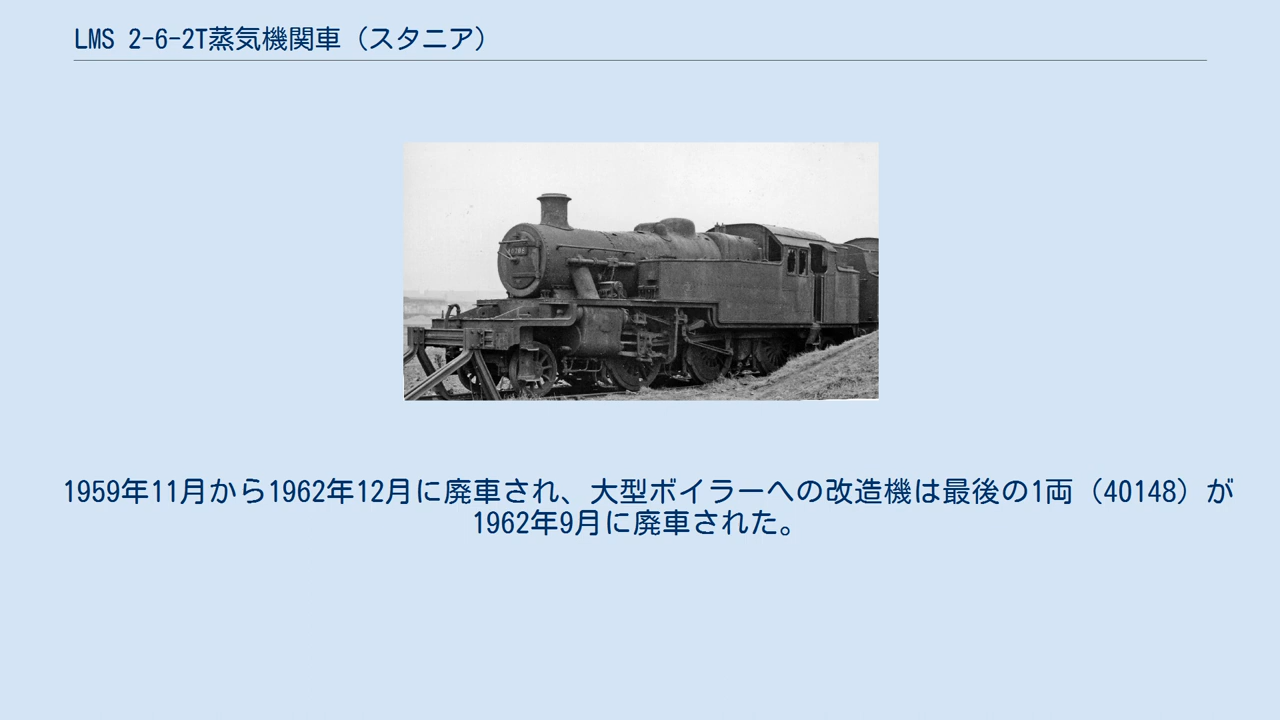 LMS 2-6-2T蒸気機関車（スタニア）
1959年11月から1962年12月に廃車され、大型ボイラーへの改造機は最後の1両（40148）が
1962年9月に廃車された。